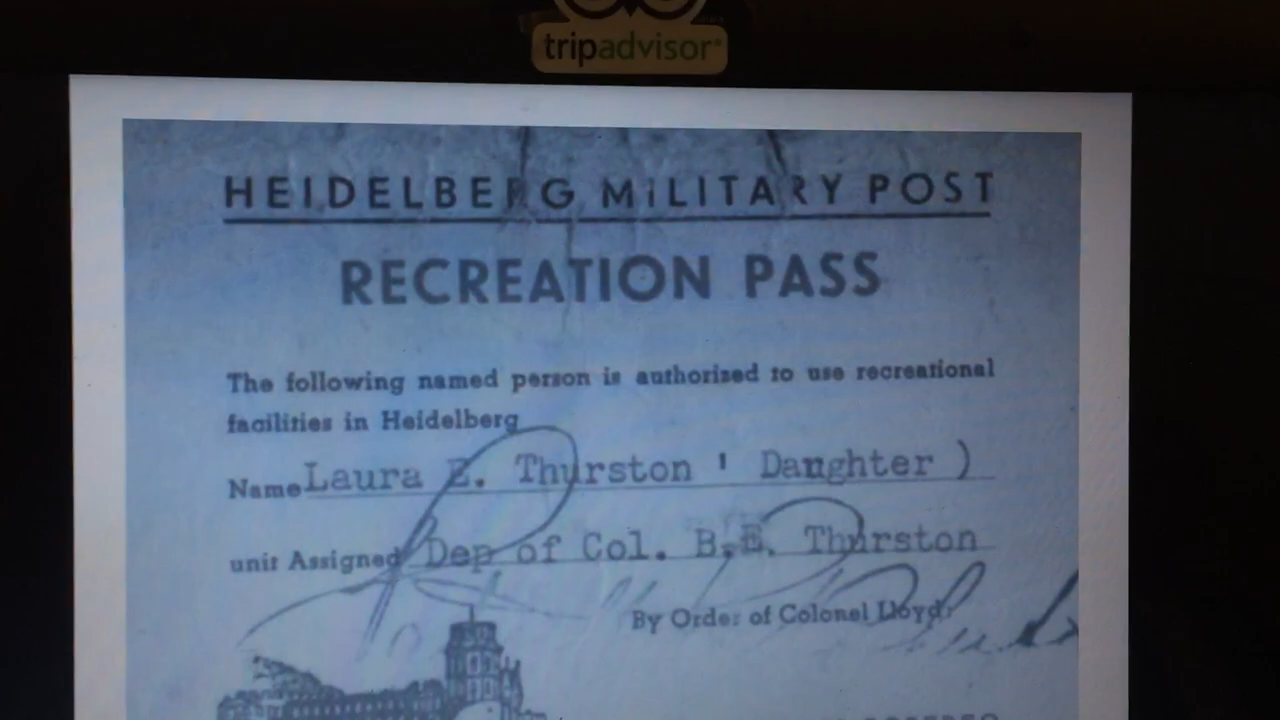 tripadvisor®
HEIDELBERG MiLITARY POST
RECREATION PASS
The following named person is authorized to use recreational
facilities in Heidelberg
Name Laura E. Thurston ' Daughter )
unit Assigned Dep of Col. B.E. Thurston
By Order of Colonel Lloyd